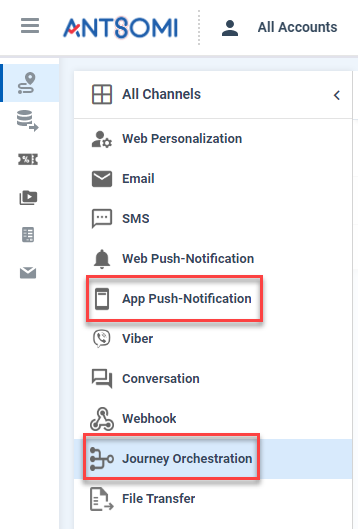 ANTSOMI
All Accounts
All Channels
Web Personalization
Email
SMS
Web Push-Notification
App Push-Notification
Viber
Conversation
Webhook
Journey Orchestration
File Transfer